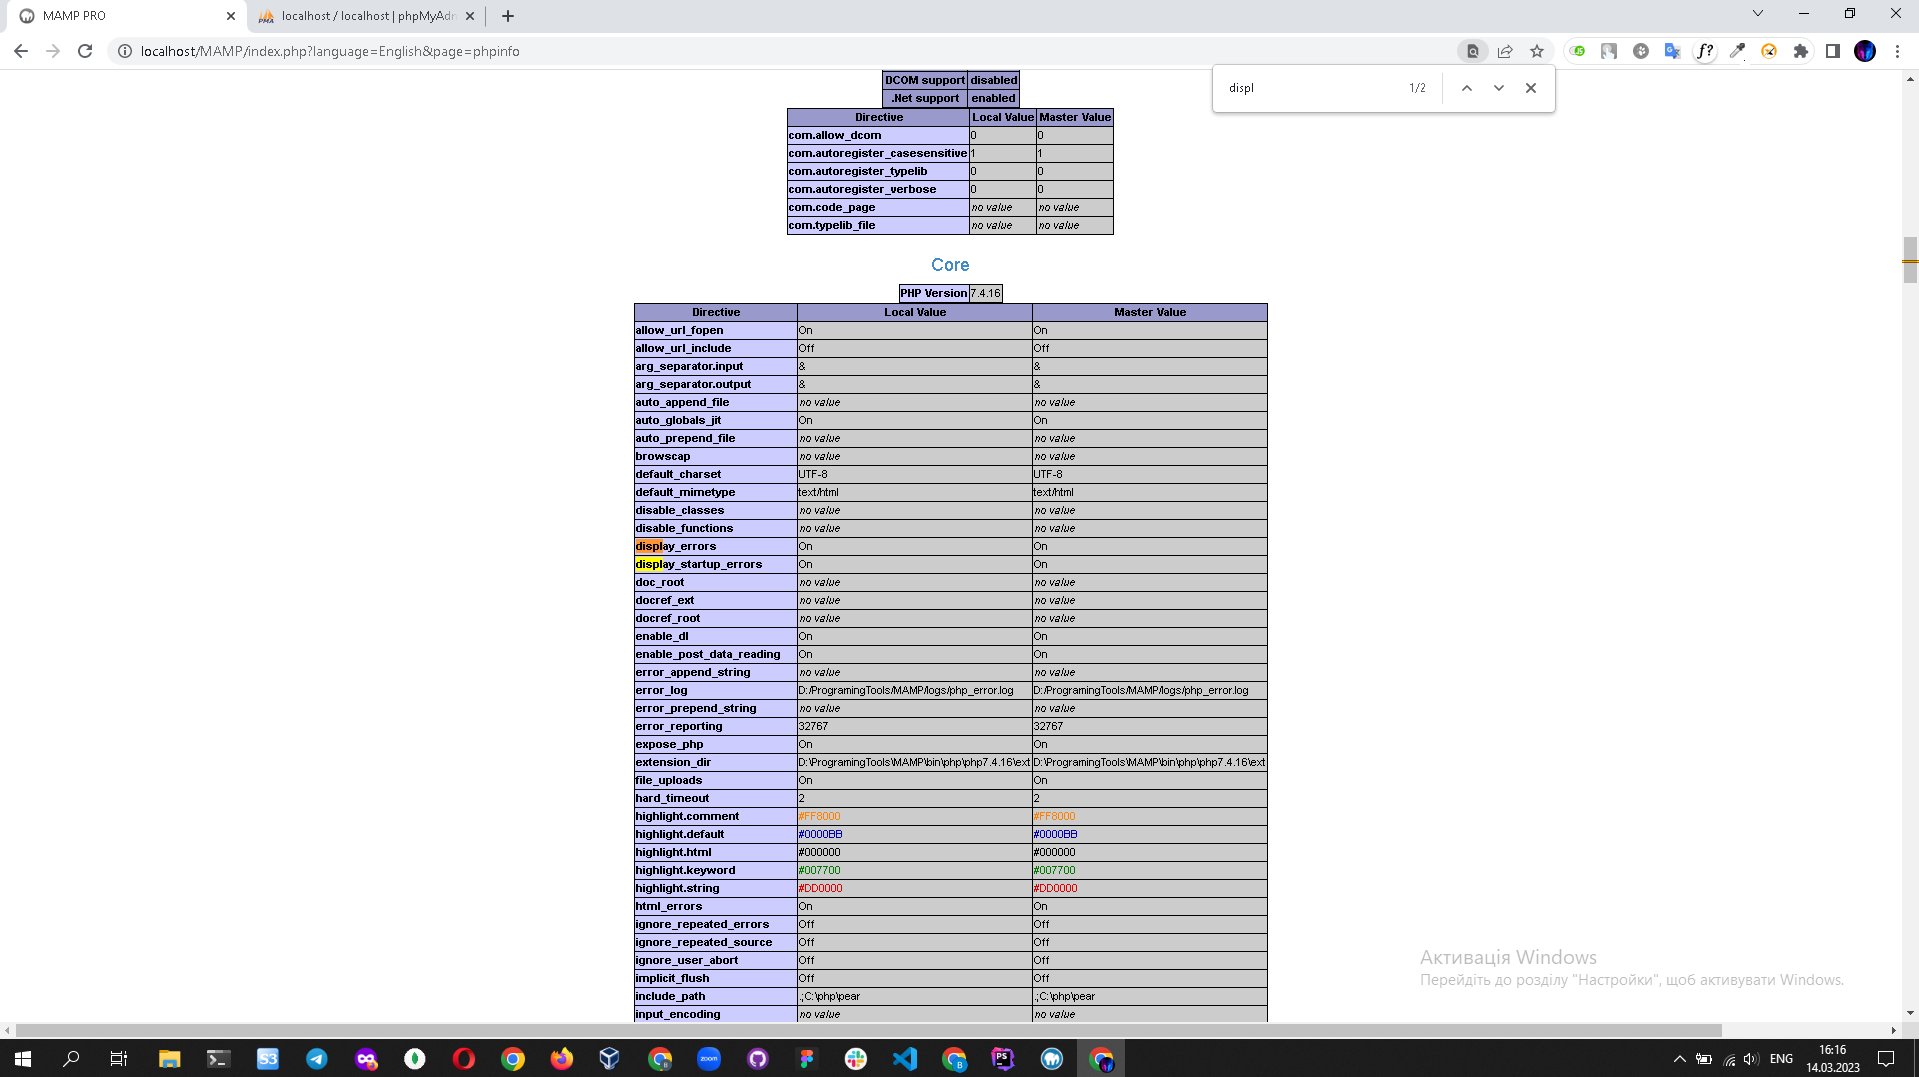 MAMP PRO
localhost / localhost | phpMyAdn
localhost/MAMP/index.php?language=English&page=phpinfo
displ 1/2
DCOM support disabled
.Net support enabled
Directive Local Value Master Value
com.allow_dcom 0 0
com.autoregister_casesensitive 1 1
com.autoregister_typelib 0 0
com.autoregister_verbose 0 0
com.code_page no value no value
com.typelib_file no value no value
Core
PHP Version 7.4.16
Directive Local Value Master Value
allow_url_fopen On On
allow_url_include Off Off
arg_separator.input & &
arg_separator.output & &
auto_append_file no value no value
auto_globals_jit On On
auto_prepend_file no value no value
browscap no value no value
default_charset UTF-8 UTF-8
default_mimetype text/html text/html
disable_classes no value no value
disable_functions no value no value
display_errors On On
display_startup_errors On On
doc_root no value no value
docref_ext no value no value
docref_root no value no value
enable_dl On On
enable_post_data_reading On On
error_append_string no value no value
error_log D:/ProgramingTools/MAMP/logs/php_error.log D:/ProgramingTools/MAMP/logs/php_error.log
error_prepend_string no value no value
error_reporting 32767 32767
expose_php On On
extension_dir D:\ProgramingTools\MAMP\bin\php\php7.4.16\ext D:\ProgramingTools\MAMP\bin\php\php7.4.16\ext
file_uploads On On
hard_timeout 2 2
highlight.comment #FF8000 #FF8000
highlight.default #0000BB #0000BB
highlight.html #000000 #000000
highlight.keyword #007700 #007700
highlight.string #DD0000 #DD0000
html_errors On On
ignore_repeated_errors Off Off
ignore_repeated_source Off Off
ignore_user_abort Off Off
implicit_flush Off Off
include_path .;C:\php\pear .;C:\php\pear
input_encoding no value no value
Активація Windows
Перейдіть до розділу "Настройки", щоб активувати Windows.
ENG
16:16
14.03.2023